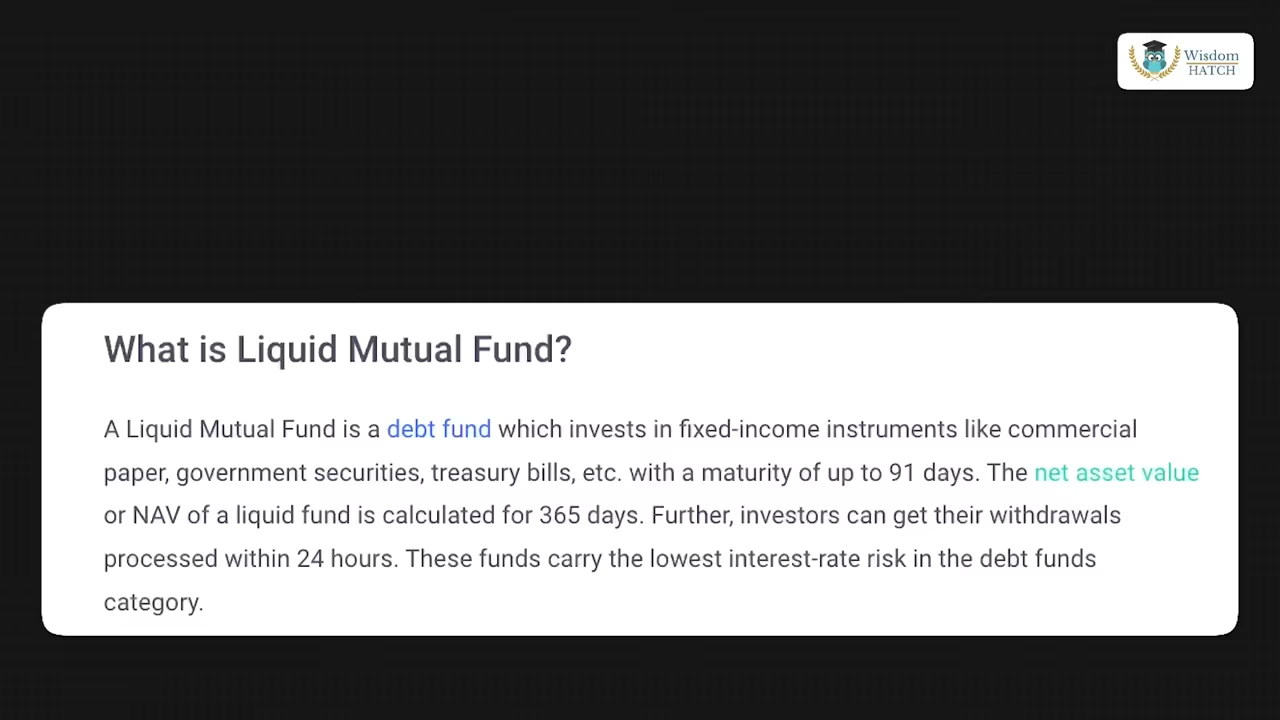 Wisdom
HATCH
What is Liquid Mutual Fund?
A Liquid Mutual Fund is a debt fund which invests in fixed-income instruments like commercial
paper, government securities, treasury bills, etc. with a maturity of up to 91 days. The net asset value
or NAV of a liquid fund is calculated for 365 days. Further, investors can get their withdrawals
processed within 24 hours. These funds carry the lowest interest-rate risk in the debt funds
category.